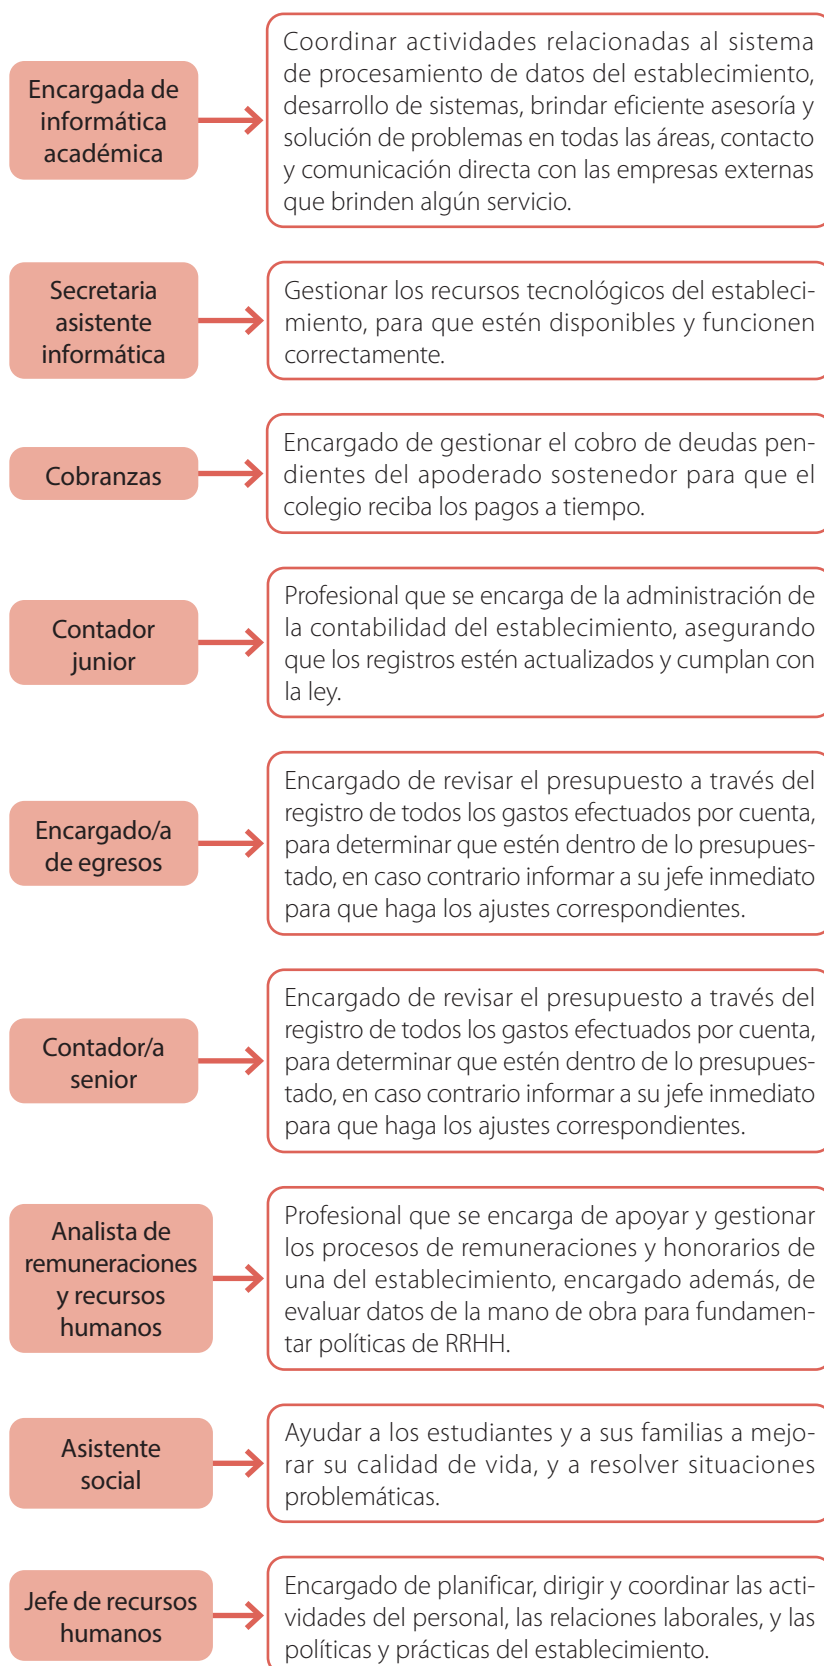 Encargada de
informática
académica
Coordinar actividades relacionadas al sistema
de procesamiento de datos del establecimiento,
desarrollo de sistemas, brindar eficiente asesoría y
solución de problemas en todas las áreas, contacto
y comunicación directa con las empresas externas
que brinden algún servicio.
Secretaria
asistente
informática
Gestionar los recursos tecnológicos del estableci-
miento, para que estén disponibles y funcionen
correctamente.
Cobranzas
Encargado de gestionar el cobro de deudas pen-
dientes del apoderado sostenedor para que el
colegio reciba los pagos a tiempo.
Contador
junior
Profesional que se encarga de la administración de
la contabilidad del establecimiento, asegurando
que los registros estén actualizados y cumplan con
la ley.
Encargado/a
de egresos
Encargado de revisar el presupuesto a través del
registro de todos los gastos efectuados por cuenta,
para determinar que estén dentro de lo presupues-
tado, en caso contrario informar a su jefe inmediato
para que haga los ajustes correspondientes.
Contador/a
senior
Encargado de revisar el presupuesto a través del
registro de todos los gastos efectuados por cuenta,
para determinar que estén dentro de lo presupues-
tado, en caso contrario informar a su jefe inmediato
para que haga los ajustes correspondientes.
Analista de
remuneraciones
y recursos
humanos
Profesional que se encarga de apoyar y gestionar
los procesos de remuneraciones y honorarios de
una del establecimiento, encargado además, de
evaluar datos de la mano de obra para fundamen-
tar políticas de RRHH.
Asistente
social
Ayudar a los estudiantes y a sus familias a mejo-
rar su calidad de vida, y a resolver situaciones
problemáticas.
Jefe de recursos
humanos
Encargado de planificar, dirigir y coordinar las acti-
vidades del personal, las relaciones laborales, y las
políticas y prácticas del establecimiento.